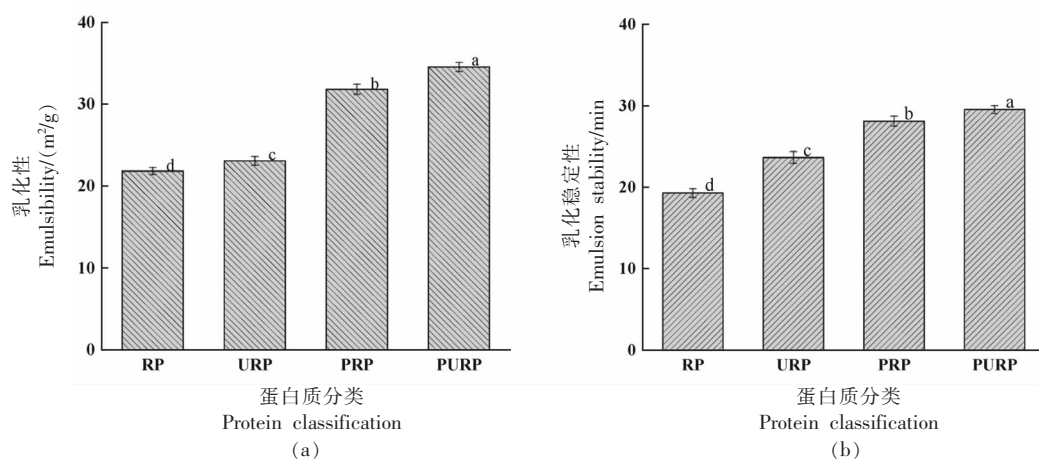 40
30
20
10
0
乳化性
Emulsibility/(m²/g)
d
c
b
a
RP URP PRP PURP
蛋白质分类
Protein classification
(a)
40
30
20
10
0
乳化稳定性
Emulsion stability/min
d
c
b
a
RP URP PRP PURP
蛋白质分类
Protein classification
(b)